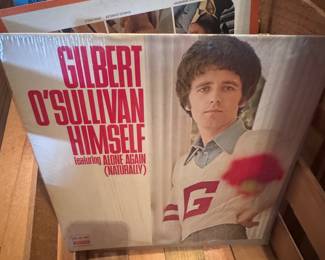 GILBERT
O'SULLIVAN
HIMSELF
featuring ALONE AGAIN
(NATURALLY)
G